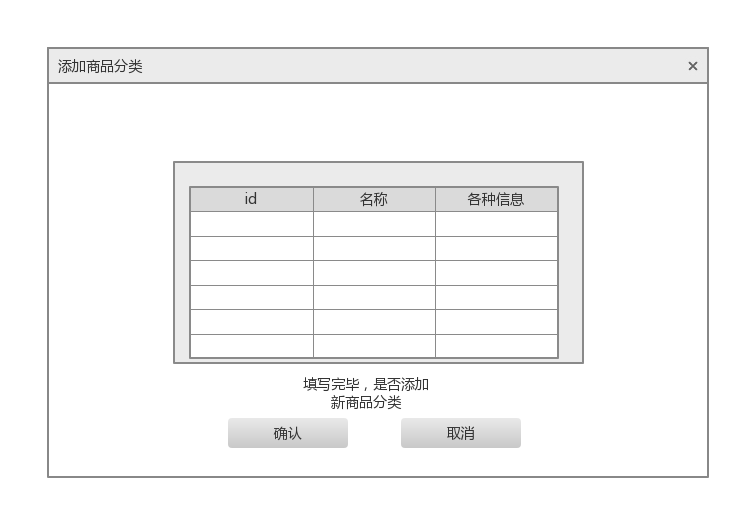 添加商品分类
id 名称 各种信息
填写完毕，是否添加
新商品分类
确认 取消